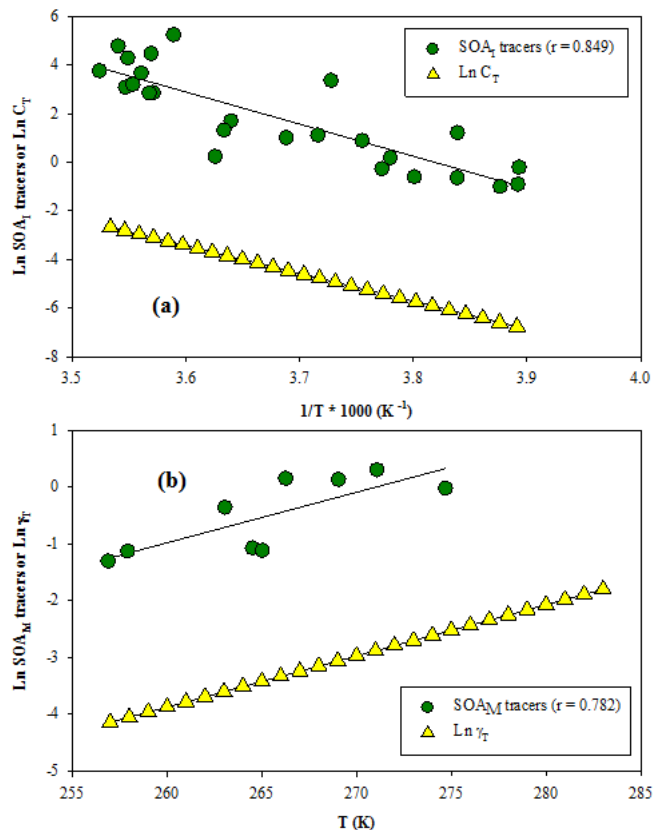 6
4
2
0
-2
-4
-6
-8
Ln SOA_I tracers or Ln C_T
SOA_I tracers (r = 0.849)
Ln C_T
(a)
3.5 3.6 3.7 3.8 3.9 4.0
1/T * 1000 (K⁻¹)
1
0
-1
-2
-3
-4
-5
Ln SOA_M tracers or Ln γ_T
(b)
SOA_M tracers (r = 0.782)
Ln γ_T
255 260 265 270 275 280 285
T (K)